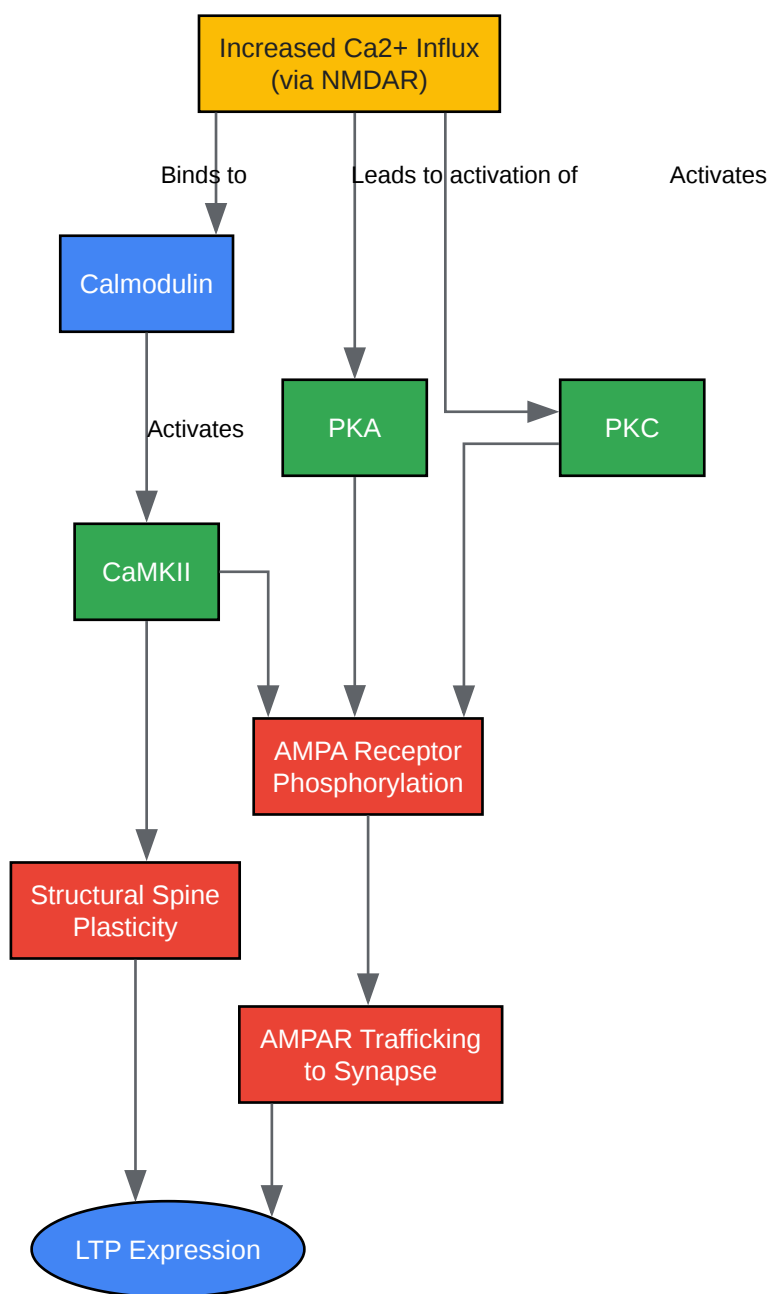 Increased Ca2+ Influx
(via NMDAR)
Binds to
Leads to activation of
Activates
Calmodulin
Activates
PKA
PKC
CaMKII
AMPA Receptor
Phosphorylation
Structural Spine
Plasticity
AMPAR Trafficking
to Synapse
LTP Expression